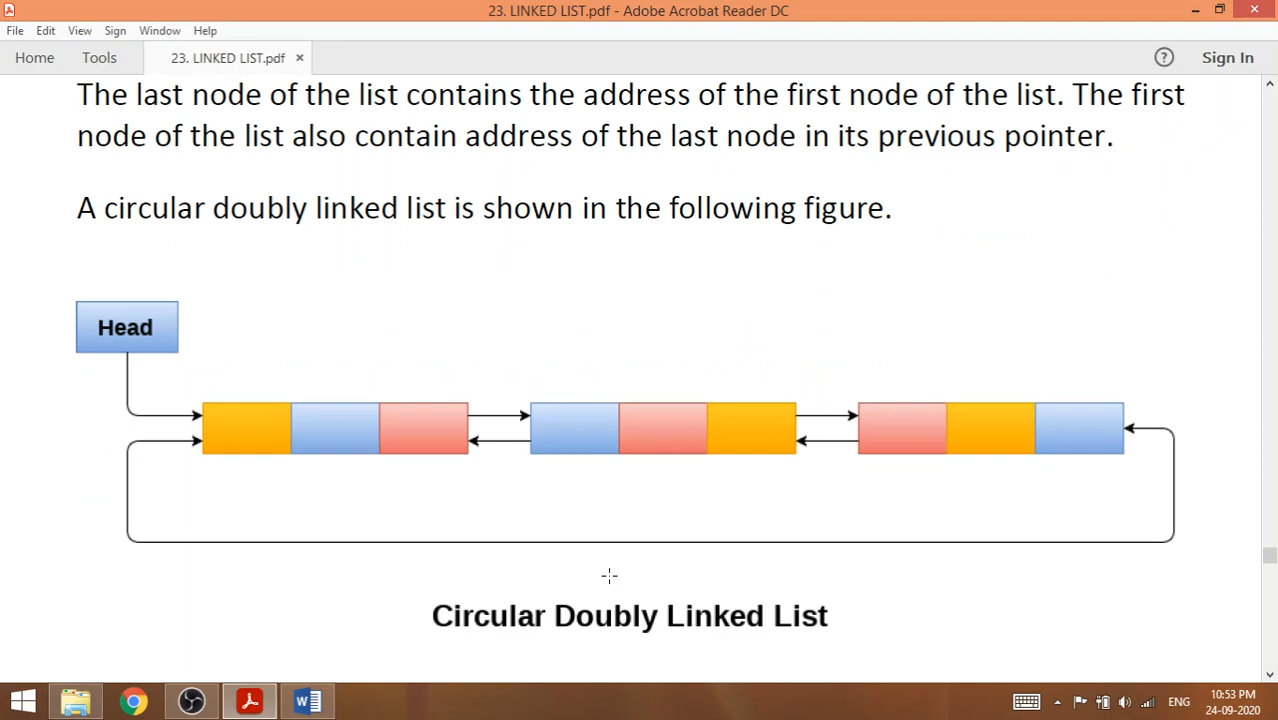 23. LINKED LIST.pdf - Adobe Acrobat Reader DC
File Edit View Sign Window Help
Home Tools 23. LINKED LIST.pdf × ? Sign In
The last node of the list contains the address of the first node of the list. The first
node of the list also contain address of the last node in its previous pointer.
A circular doubly linked list is shown in the following figure.
Head
Circular Doubly Linked List
ENG
10:53 PM
24-09-2020